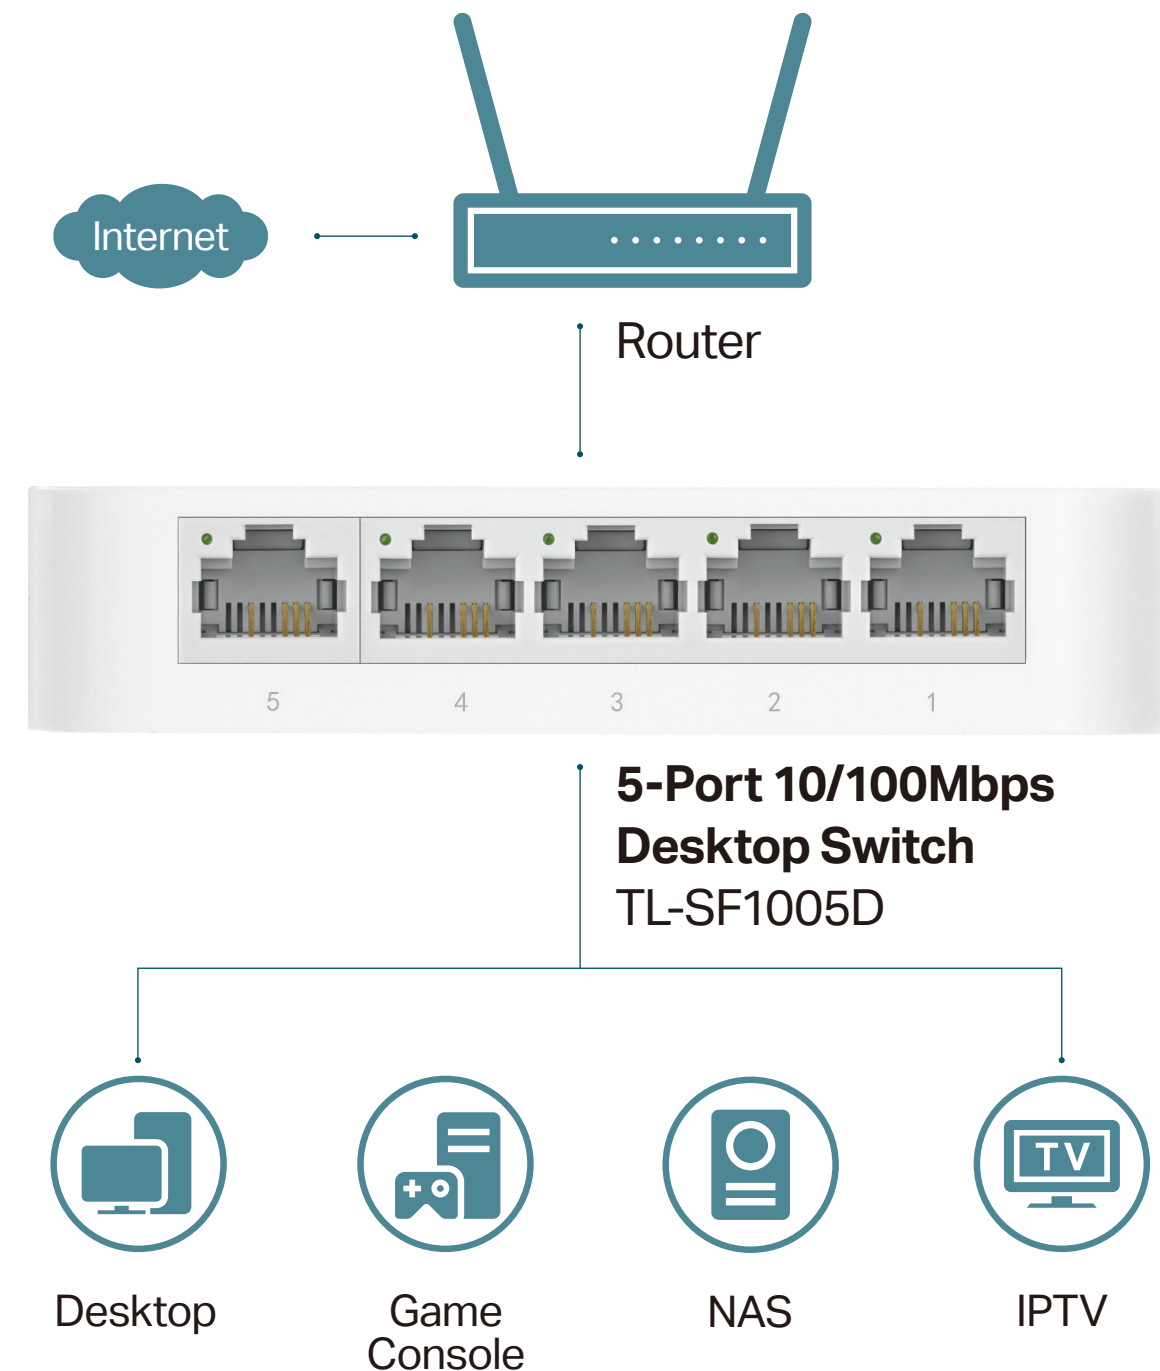 Internet
Router
5 4 3 2 1
5-Port 10/100Mbps
Desktop Switch
TL-SF1005D
TV
Desktop
Game
Console
NAS
IPTV